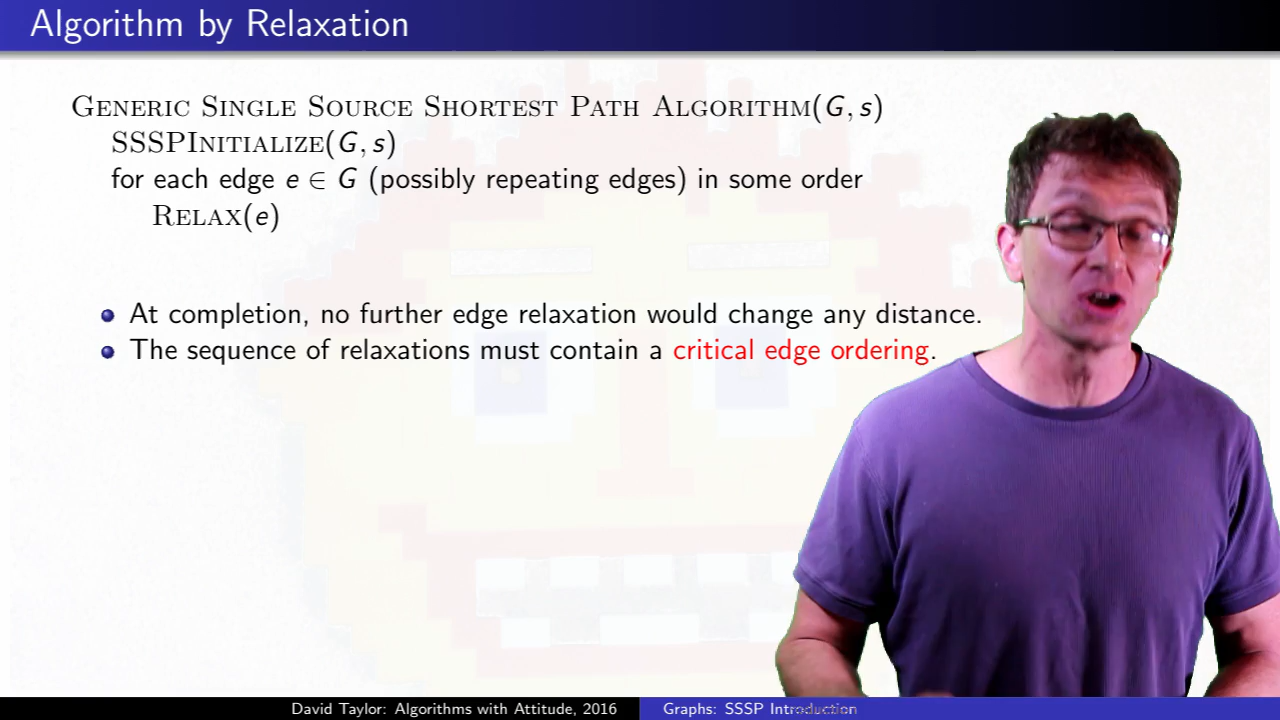 Algorithm by Relaxation
GENERIC SINGLE SOURCE SHORTEST PATH ALGORITHM(G, s)
SSSPINITIALIZE(G, s)
for each edge e ∈ G (possibly repeating edges) in some order
RELAX(e)
At completion, no further edge relaxation would change any distance.
The sequence of relaxations must contain a critical edge ordering.
David Taylor: Algorithms with Attitude, 2016
Graphs: SSSP Introduction